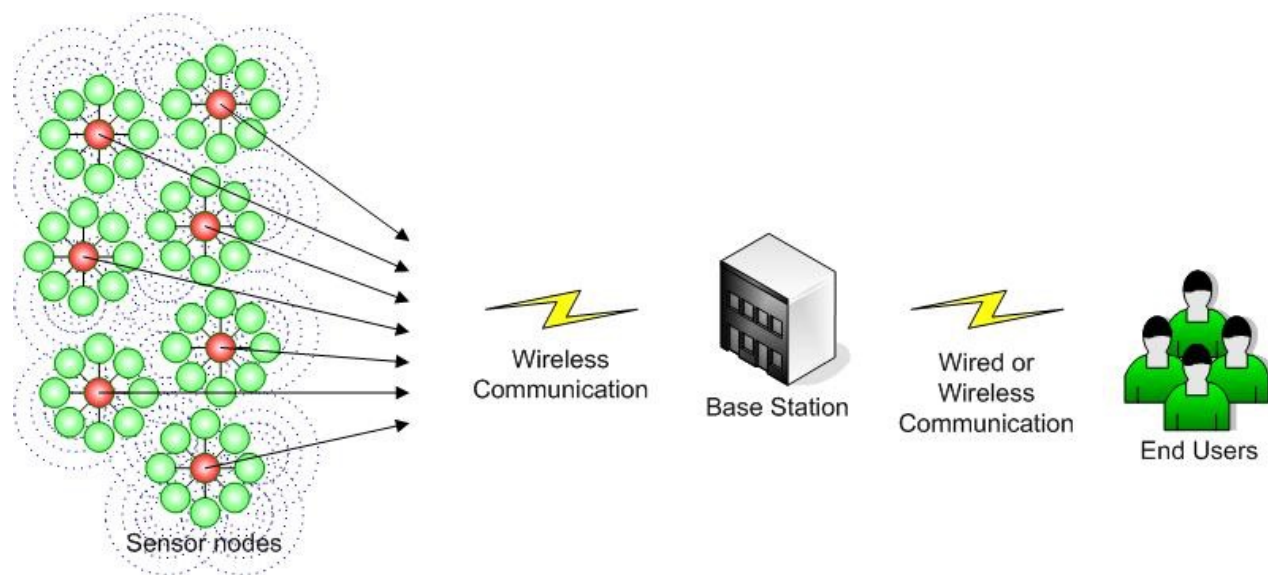 Sensor nodes
Wireless
Communication
Base Station
Wired or
Wireless
Communication
End Users